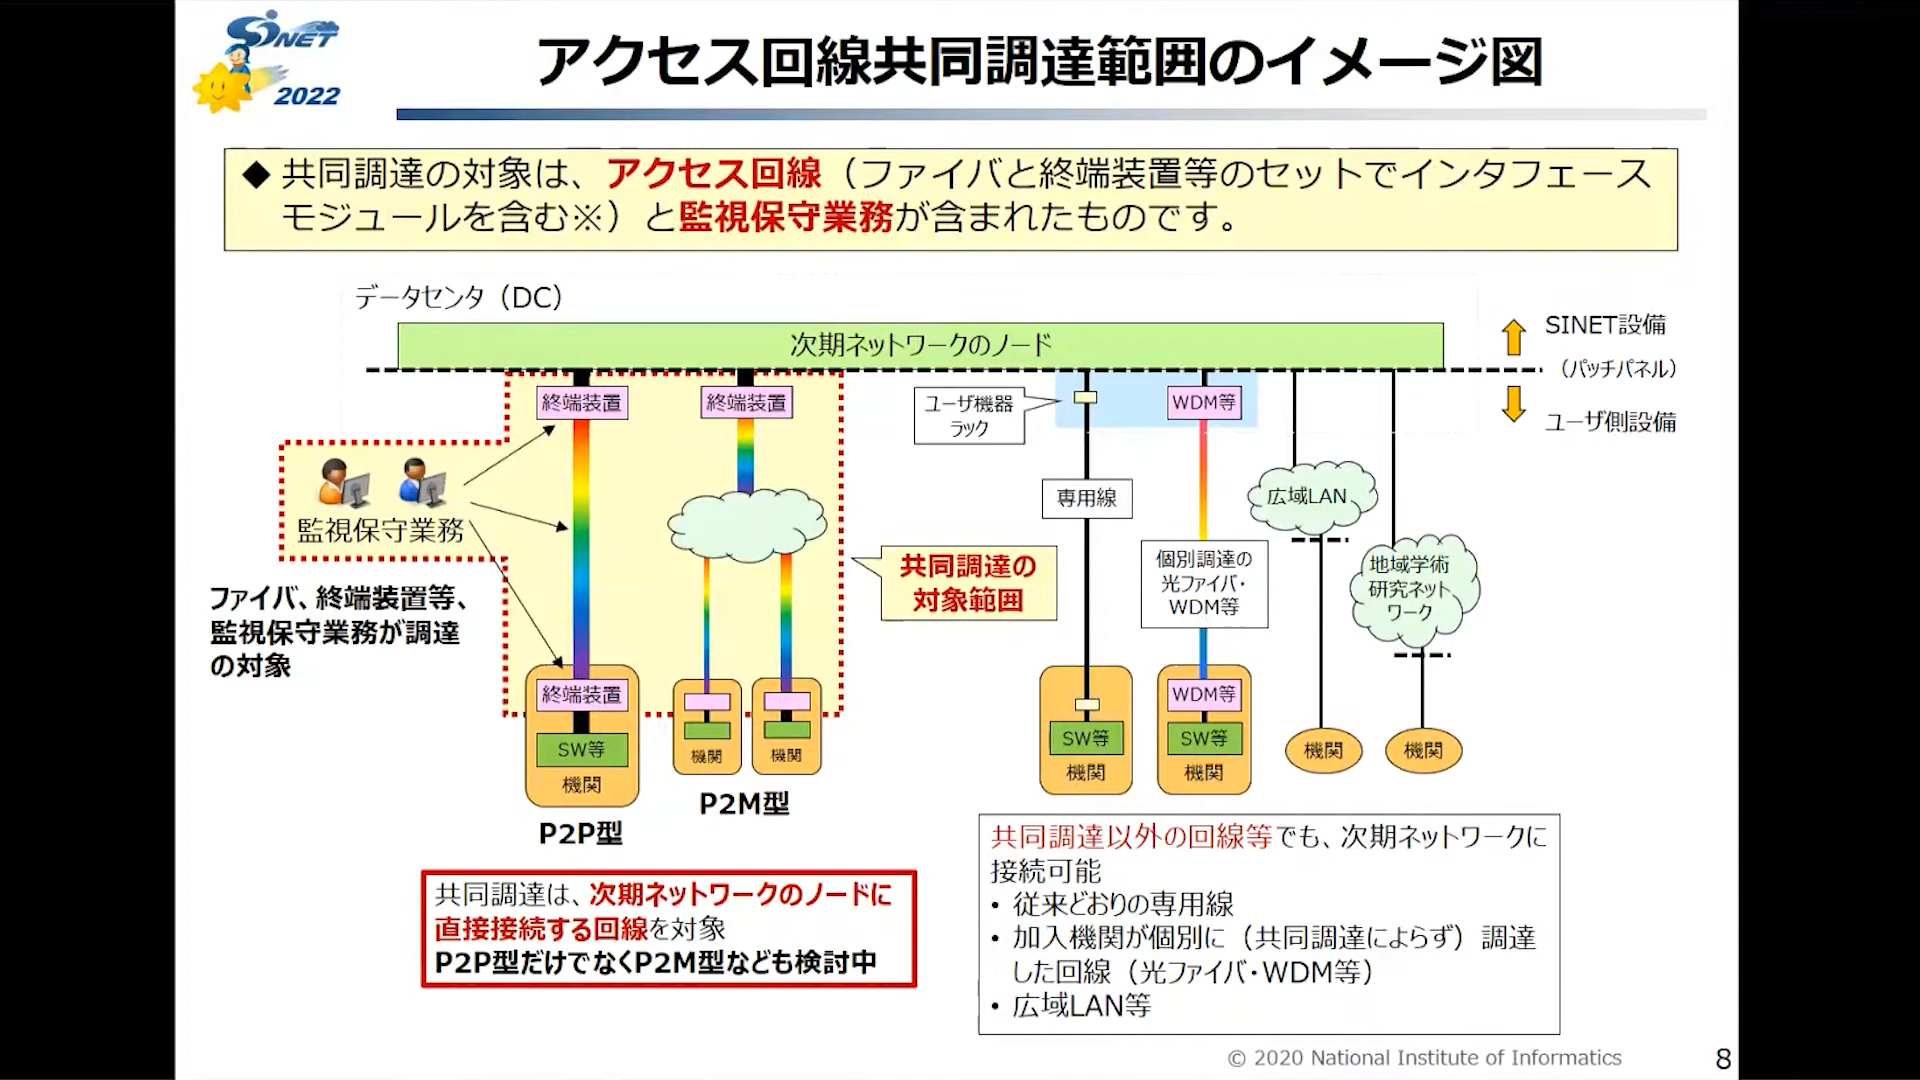 SINET
2022
アクセス回線共同調達範囲のイメージ図
◆ 共同調達の対象は、アクセス回線（ファイバと終端装置等のセットでインタフェース
モジュールを含む※）と監視保守業務が含まれたものです。
データセンタ（DC）
次期ネットワークのノード
SINET設備
（パッチパネル）
ユーザ側設備
終端装置
終端装置
ユーザ機器
ラック
WDM等
監視保守業務
専用線
広域LAN
共同調達の
対象範囲
個別調達の
光ファイバ・
WDM等
地域学術
研究ネット
ワーク
ファイバ、終端装置等、
監視保守業務が調達
の対象
終端装置
SW等
機関
P2P型
機関
機関
P2M型
SW等
機関
WDM等
SW等
機関
機関
機関
共同調達は、次期ネットワークのノードに
直接接続する回線を対象
P2P型だけでなくP2M型なども検討中
共同調達以外の回線等でも、次期ネットワークに
接続可能
• 従来どおりの専用線
• 加入機関が個別に（共同調達によらず）調達
した回線（光ファイバ・WDM等）
• 広域LAN等
© 2020 National Institute of Informatics
8